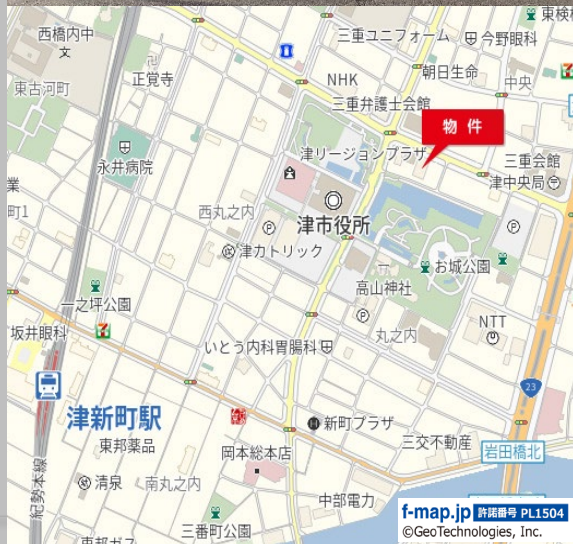 東検
三重ユニフォーム
今野眼科
西橋内中
文
正覚寺
NHK
朝日生命
中央
東古河町
三重弁護士会館
物件
永井病院
津リージョンプラザ
三重会館
津中央局
業
町1
西丸之内
津市役所
津カトリック
お城公園
高山神社
一之坪公園
丸之内
NTT
坂井眼科
いとう内科胃腸科
23
津新町駅
新町プラザ
東邦薬品
三交不動産
岡本総本店
岩田橋北
清泉
南丸之内
紀勢本線
中部電力
三番町公園
東邦ガス
f-map.jp 許諾番号 PL1504
©GeoTechnologies, Inc.